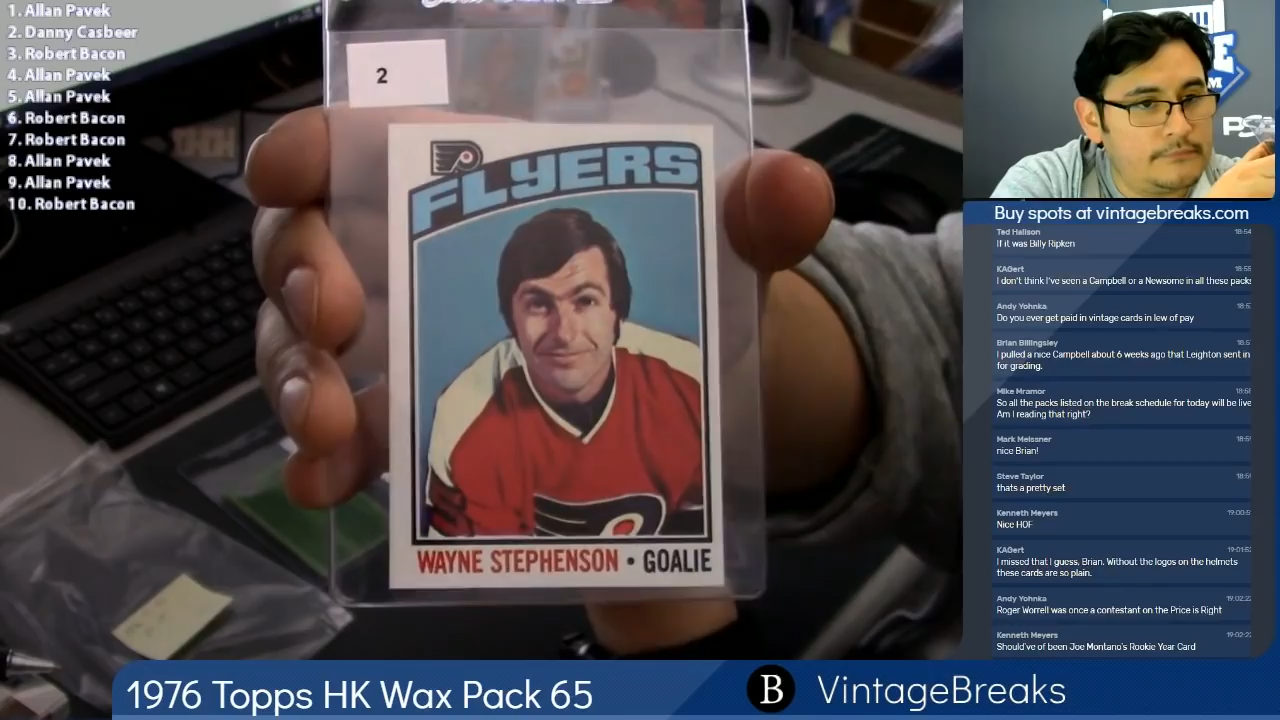 1. Allan Pavek
2. Danny Casbeer
3. Robert Bacon
4. Allan Pavek
5. Allan Pavek
6. Robert Bacon
7. Robert Bacon
8. Allan Pavek
9. Allan Pavek
10. Robert Bacon
2
FLYERS
WAYNE STEPHENSON • GOALIE
Buy spots at vintagebreaks.com
Ted Hallson
If it was Billy Ripken
KAGert
I don't think I've seen a Campbell or a Newsome in all these packs
Andy Yohnka
Do you ever get paid in vintage cards in lew of pay
Brian Billingsley
I pulled a nice Campbell about 6 weeks ago that Leighton sent in
for grading.
Mike Mramor
So all the packs listed on the break schedule for today will be live
Am I reading that right?
Mark Meissner
nice Brian!
Steve Taylor
thats a pretty set
Kenneth Meyers
Nice HOF
KAGert
I missed that I guess, Brian. Without the logos on the helmets
these cards are so plain.
Andy Yohnka 19:02:22
Roger Worrell was once a contestant on the Price is Right
Kenneth Meyers 19:02:22
Should've of been Joe Montano's Rookie Year Card
1976 Topps HK Wax Pack 65
B VintageBreaks